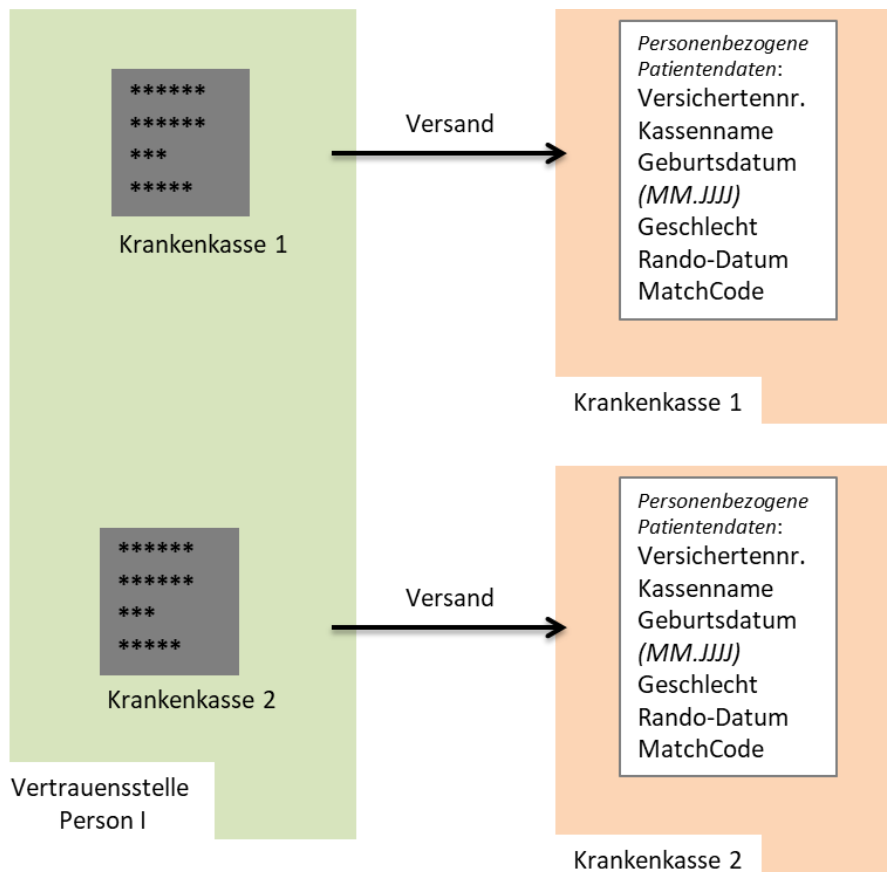 ******
******
***
*****
Krankenkasse 1
Versand
Personenbezogene
Patientendaten:
Versichertennr.
Kassenname
Geburtsdatum
(MM.JJJJ)
Geschlecht
Rando-Datum
MatchCode
Krankenkasse 1
******
******
***
*****
Krankenkasse 2
Versand
Personenbezogene
Patientendaten:
Versichertennr.
Kassenname
Geburtsdatum
(MM.JJJJ)
Geschlecht
Rando-Datum
MatchCode
Vertrauensstelle
Person I
Krankenkasse 2